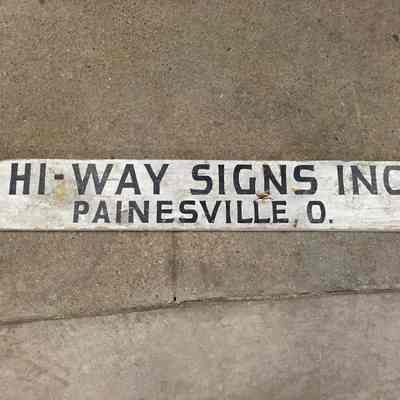 HI-WAY SIGNS INC
PAINESVILLE, O.